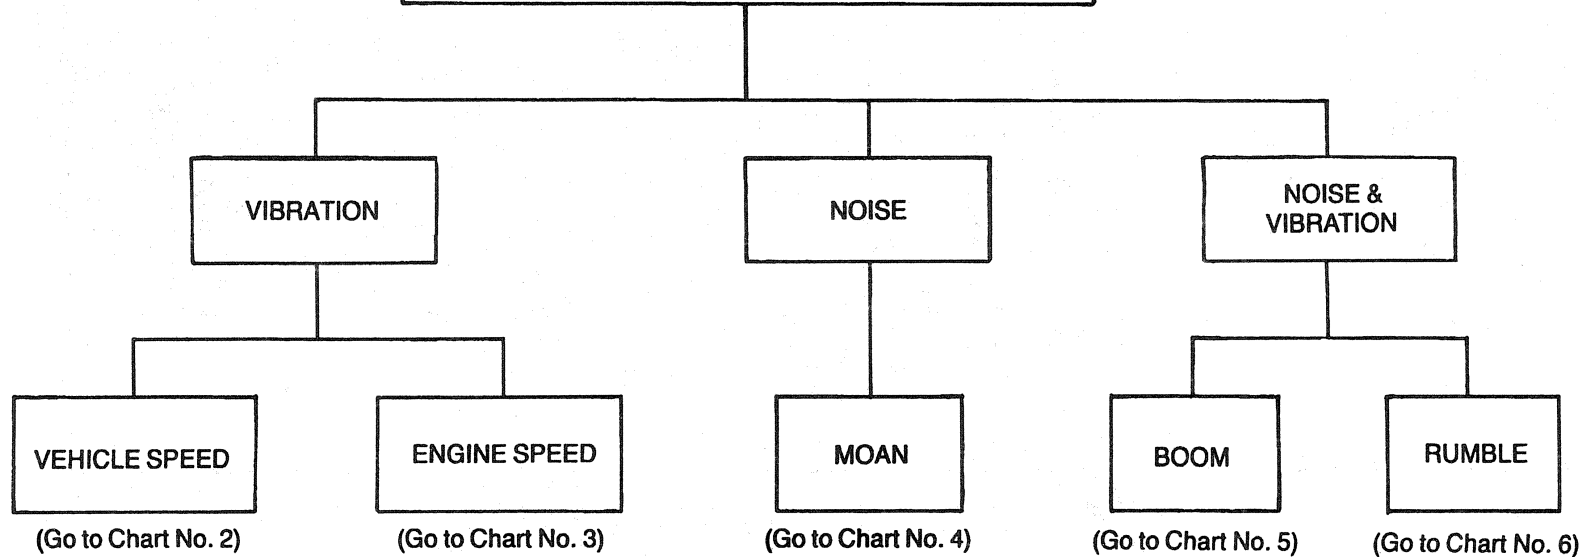 VIBRATION
NOISE
NOISE &
VIBRATION
VEHICLE SPEED
ENGINE SPEED
MOAN
BOOM
RUMBLE
(Go to Chart No. 2)
(Go to Chart No. 3)
(Go to Chart No. 4)
(Go to Chart No. 5)
(Go to Chart No. 6)